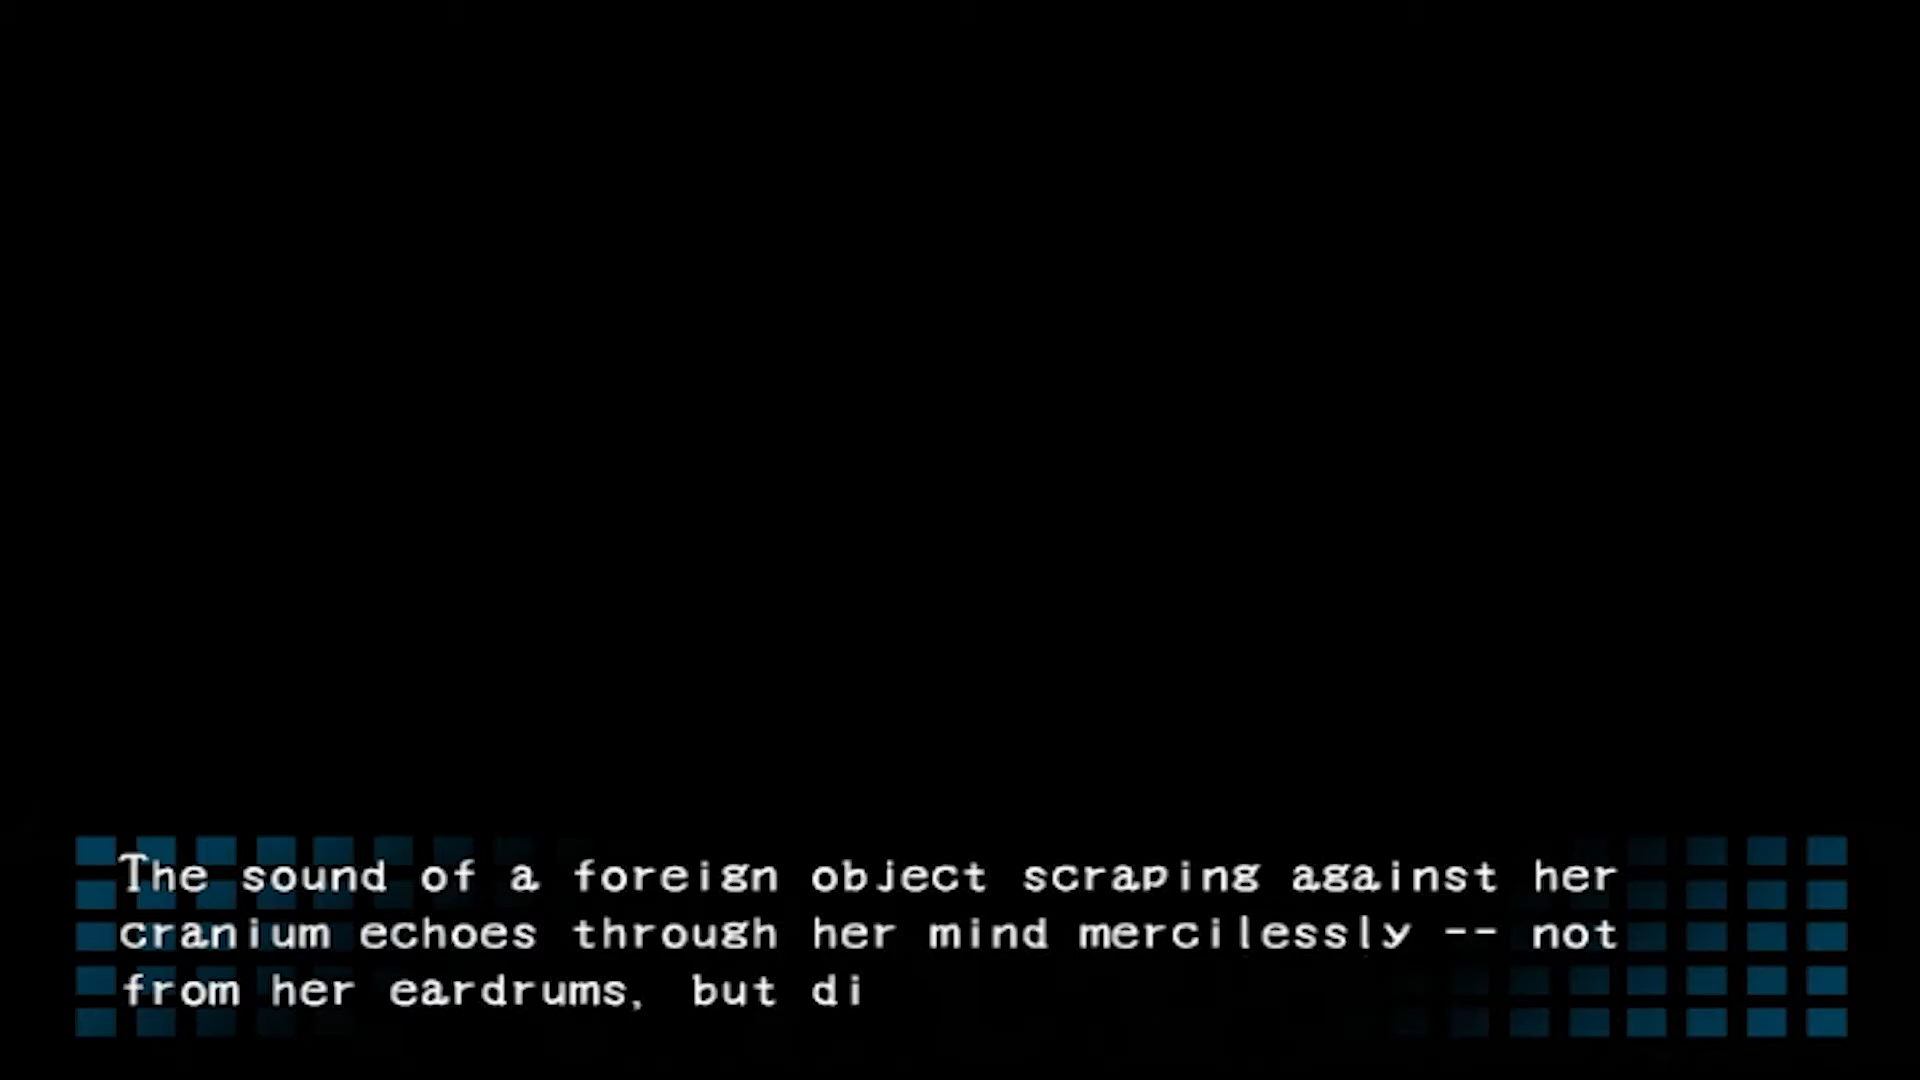 The sound of a foreign object scraping against her
cranium echoes through her mind mercilessly -- not
from her eardrums, but di